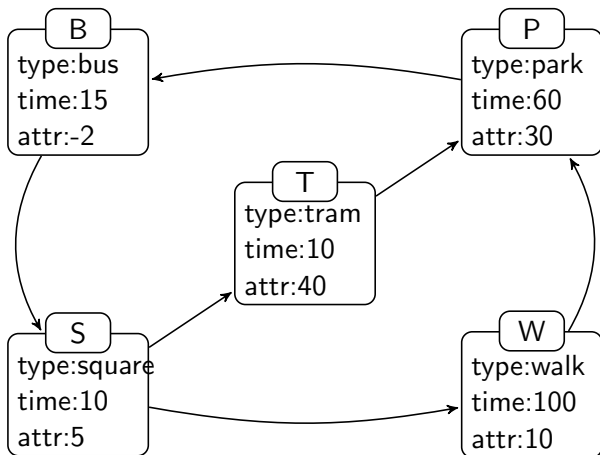 B
type:bus
time:15
attr:-2
P
type:park
time:60
attr:30
T
type:tram
time:10
attr:40
S
type:square
time:10
attr:5
W
type:walk
time:100
attr:10